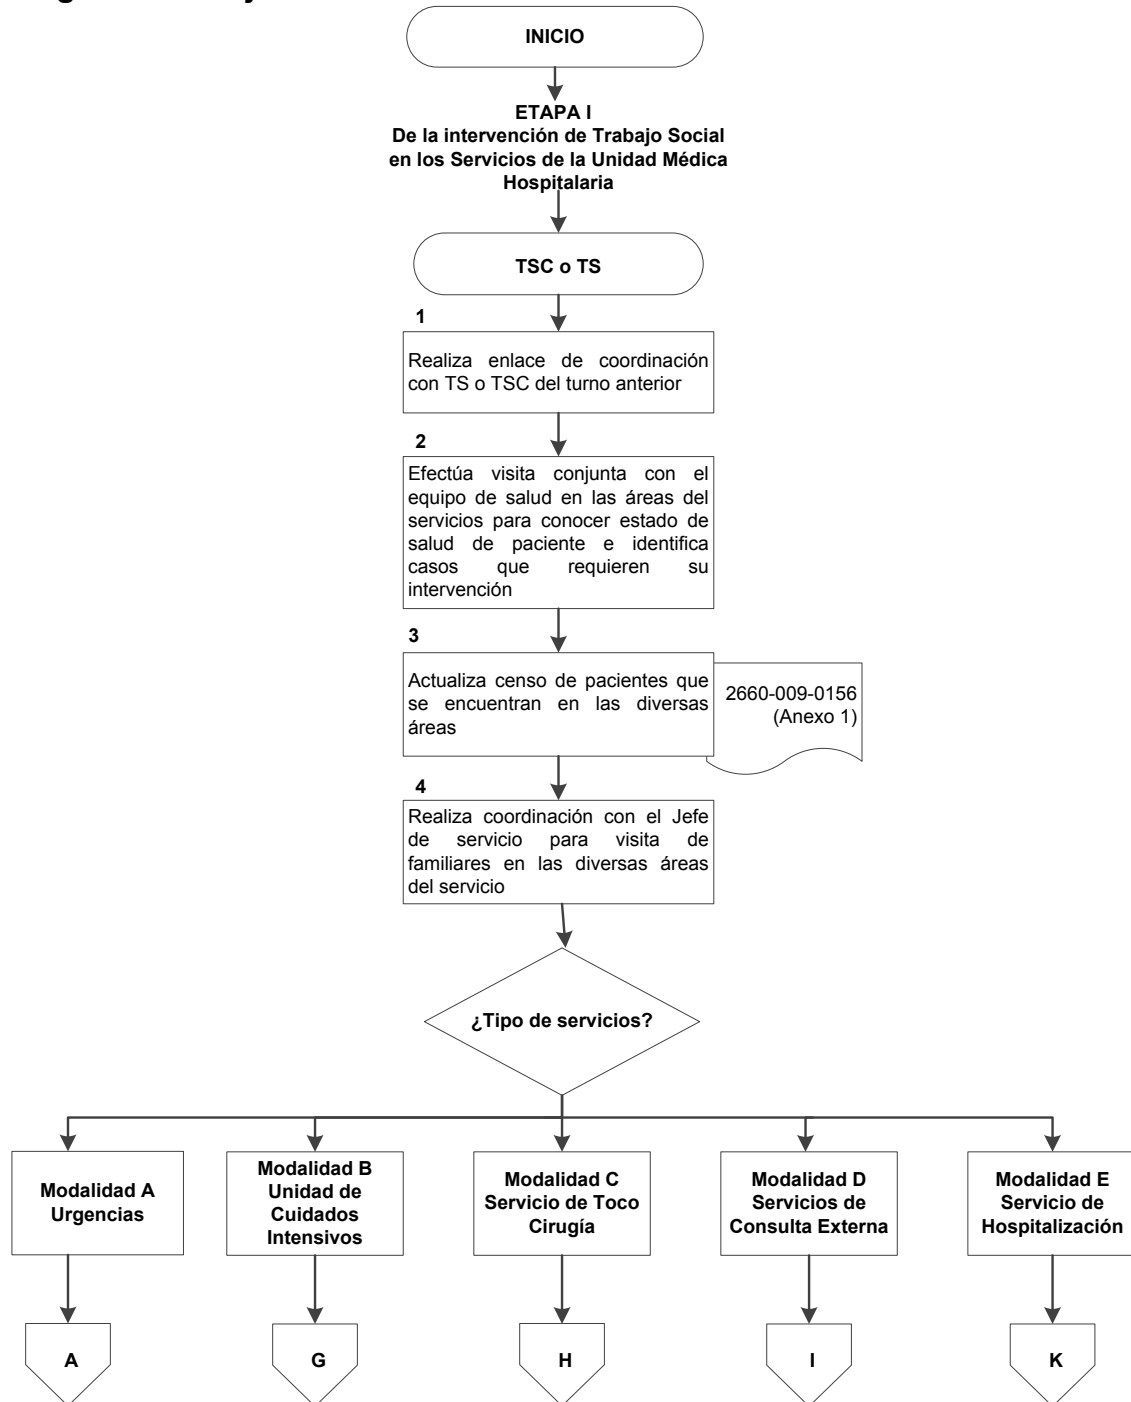 INICIO
ETAPA I
De la intervención de Trabajo Social
en los Servicios de la Unidad Médica
Hospitalaria
TSC o TS
1
Realiza enlace de coordinación
con TS o TSC del turno anterior
2
Efectúa visita conjunta con el
equipo de salud en las áreas del
servicios para conocer estado de
salud de paciente e identifica
casos que requieren su
intervención
3
Actualiza censo de pacientes que
se encuentran en las diversas
áreas
2660-009-0156
(Anexo 1)
4
Realiza coordinación con el Jefe
de servicio para visita de
familiares en las diversas áreas
del servicio
¿Tipo de servicios?
Modalidad A
Urgencias
Modalidad B
Unidad de
Cuidados
Intensivos
Modalidad C
Servicio de Toco
Cirugía
Modalidad D
Servicios de
Consulta Externa
Modalidad E
Servicio de
Hospitalización
A
G
H
I
K